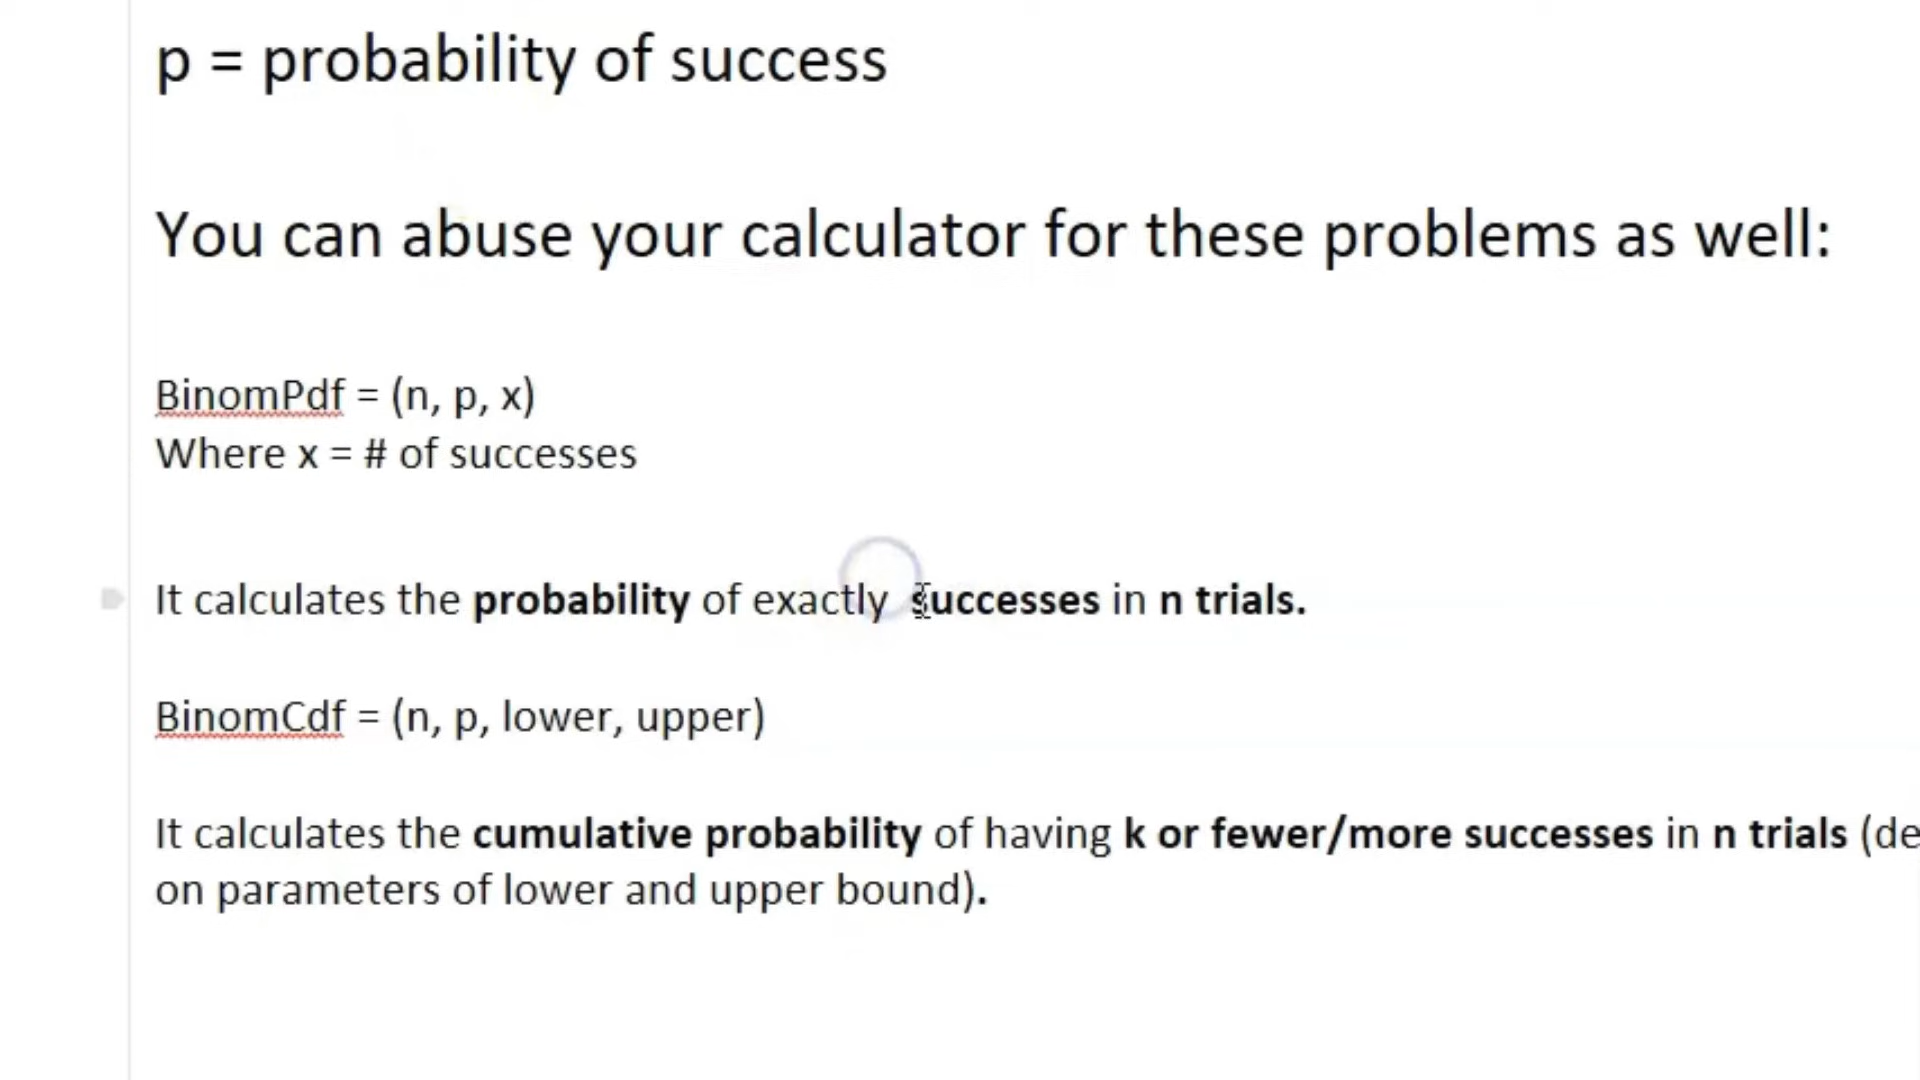 p = probability of success
You can abuse your calculator for these problems as well:
BinomPdf = (n, p, x)
Where x = # of successes
It calculates the probability of exactly successes in n trials.
BinomCdf = (n, p, lower, upper)
It calculates the cumulative probability of having k or fewer/more successes in n trials (de
on parameters of lower and upper bound).